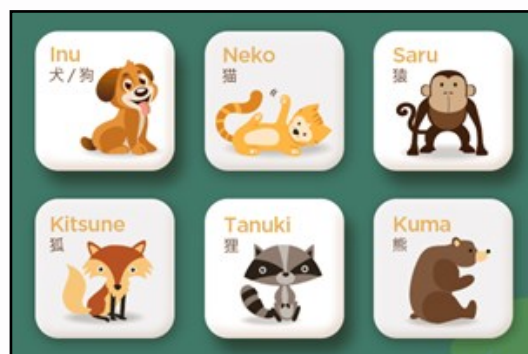 Inu
犬 / 狗
Neko
猫
Saru
猿
Kitsune
狐
Tanuki
狸
Kuma
熊